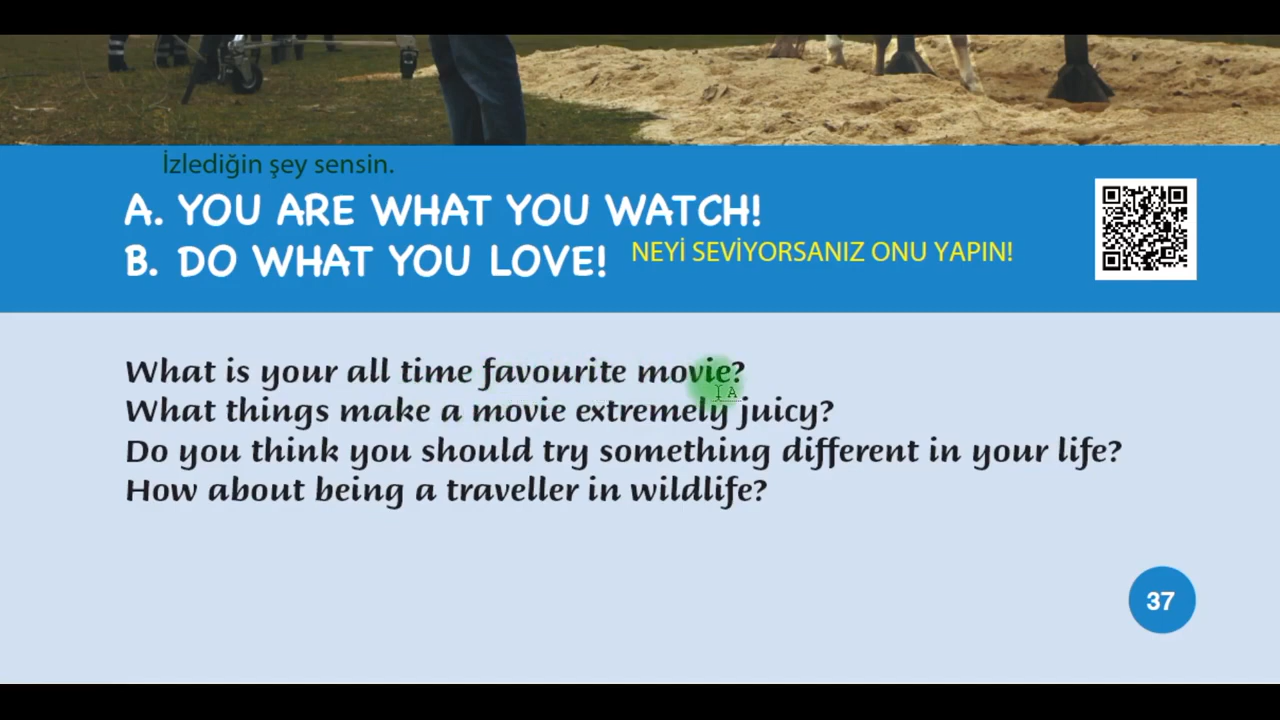 İzlediğin şey sensin.
A. YOU ARE WHAT YOU WATCH!
B. DO WHAT YOU LOVE! NEYİ SEVİYORSANIZ ONU YAPIN!
What is your all time favourite movie?
What things make a movie extremely juicy?
Do you think you should try something different in your life?
How about being a traveller in wildlife?
37